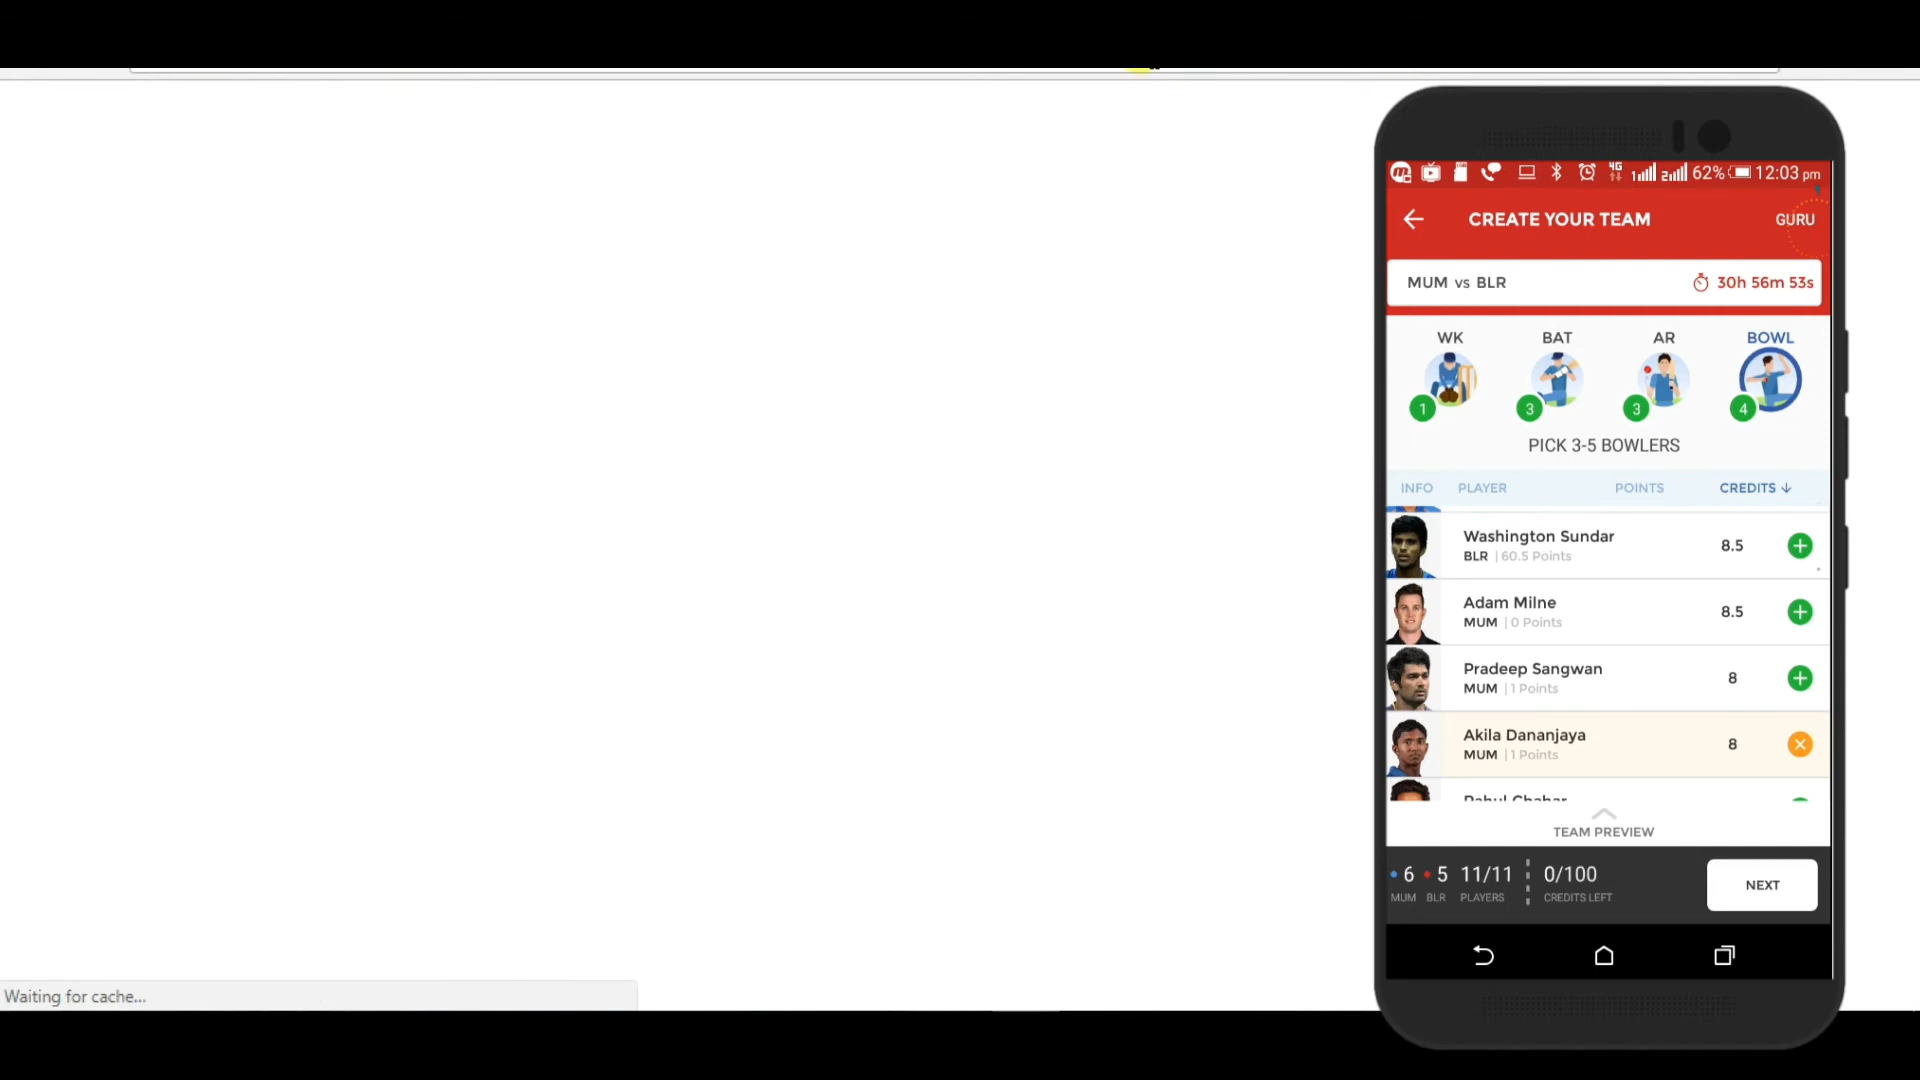 4G
62%
12:03 pm
CREATE YOUR TEAM
GURU
MUM vs BLR
30h 56m 53s
WK
BAT
AR
BOWL
1
3
3
4
PICK 3-5 BOWLERS
INFO
PLAYER
POINTS
CREDITS
Washington Sundar
BLR | 60.5 Points
8.5
Adam Milne
MUM | 0 Points
8.5
Pradeep Sangwan
MUM | 1 Points
8
Akila Dananjaya
MUM | 1 Points
8
TEAM PREVIEW
6
5
11/11
0/100
MUM
BLR
PLAYERS
CREDITS LEFT
NEXT
Waiting for cache...